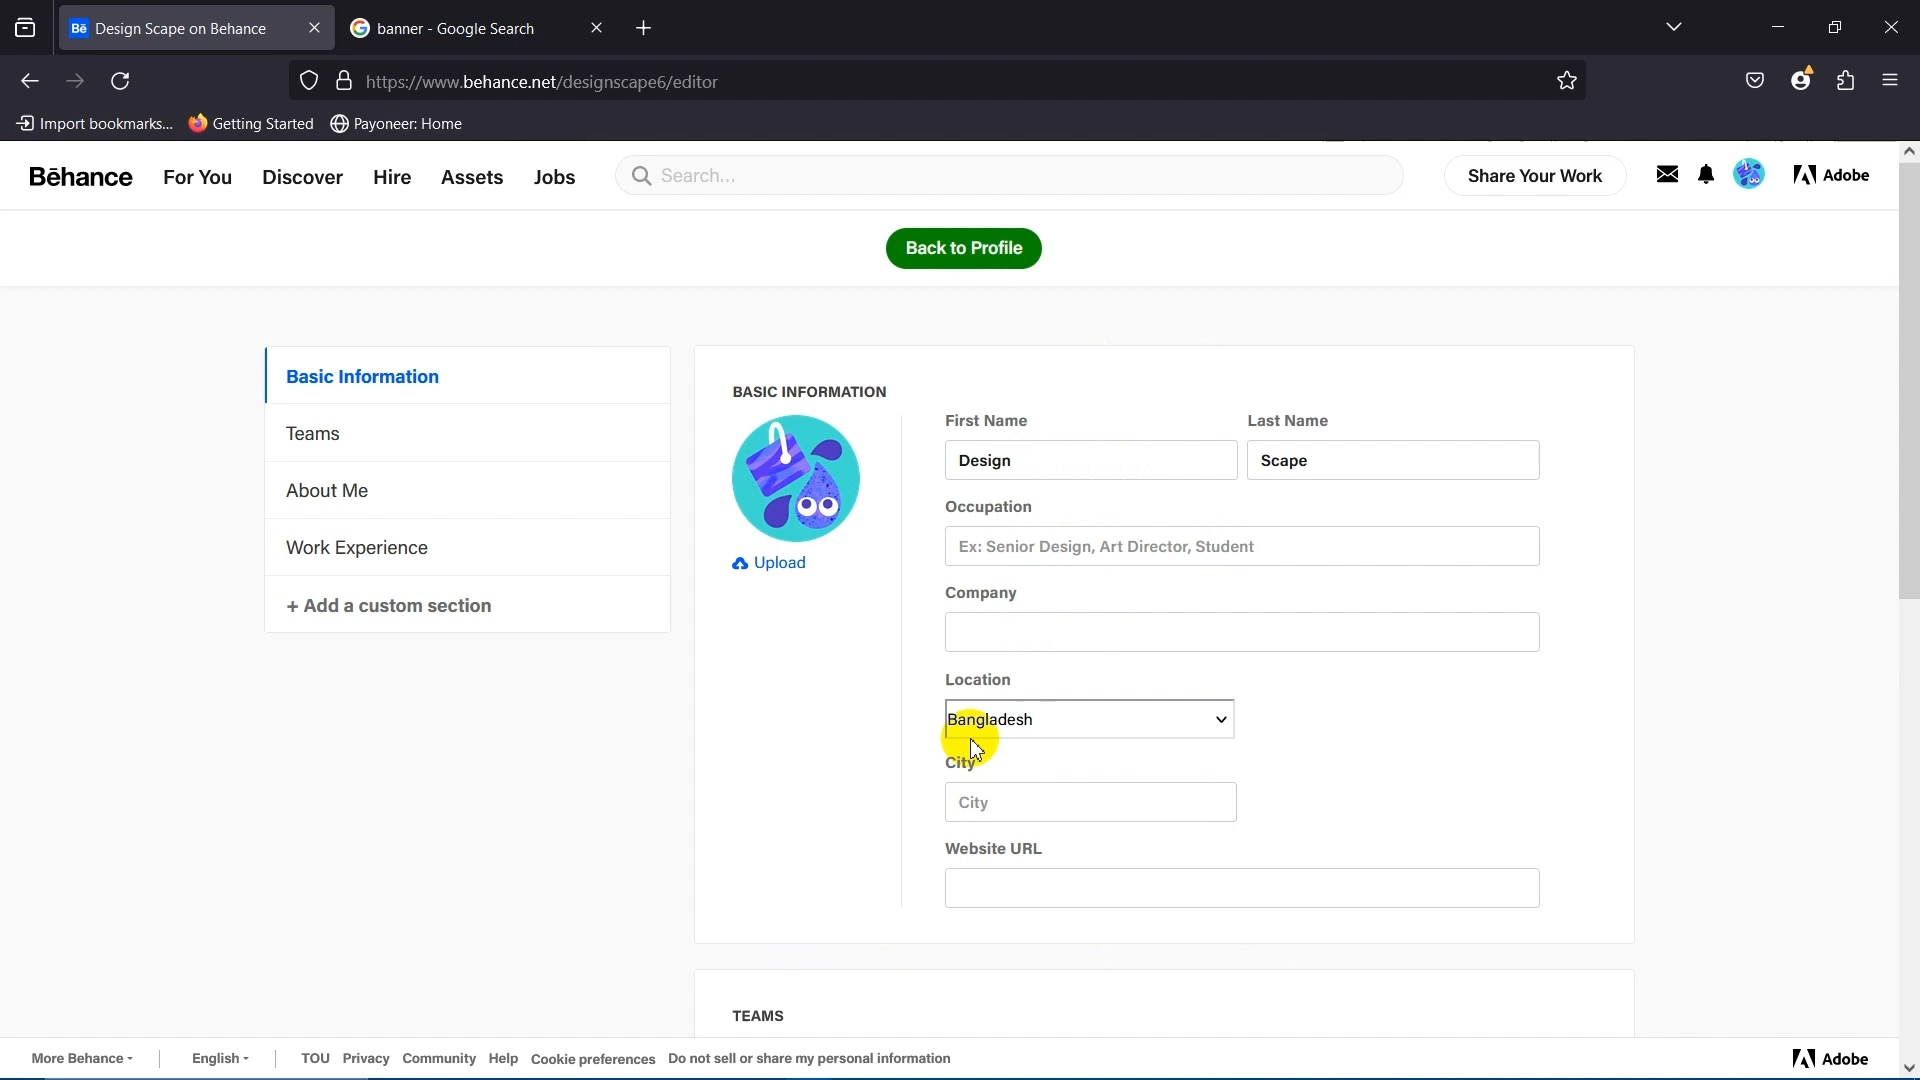 Bē Design Scape on Behance
banner - Google Search
https://www.behance.net/designscape6/editor
Import bookmarks... Getting Started Payoneer: Home
Bēhance For You Discover Hire Assets Jobs Search... Share Your Work Adobe
Back to Profile
Basic Information
Teams
About Me
Work Experience
+ Add a custom section
BASIC INFORMATION
Upload
First Name Last Name
Design Scape
Occupation
Ex: Senior Design, Art Director, Student
Company
Location
Bangladesh
City
City
Website URL
TEAMS
More Behance English TOU Privacy Community Help Cookie preferences Do not sell or share my personal information Adobe